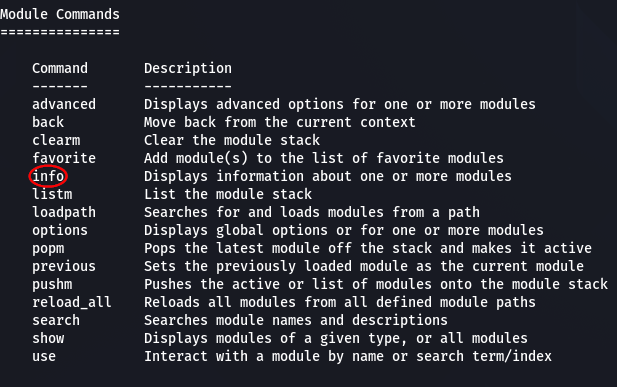 Module Commands
===============
Command Description
------- -----------
advanced Displays advanced options for one or more modules
back Move back from the current context
clearm Clear the module stack
favorite Add module(s) to the list of favorite modules
info Displays information about one or more modules
listm List the module stack
loadpath Searches for and loads modules from a path
options Displays global options or for one or more modules
popm Pops the latest module off the stack and makes it active
previous Sets the previously loaded module as the current module
pushm Pushes the active or list of modules onto the module stack
reload_all Reloads all modules from all defined module paths
search Searches module names and descriptions
show Displays modules of a given type, or all modules
use Interact with a module by name or search term/index